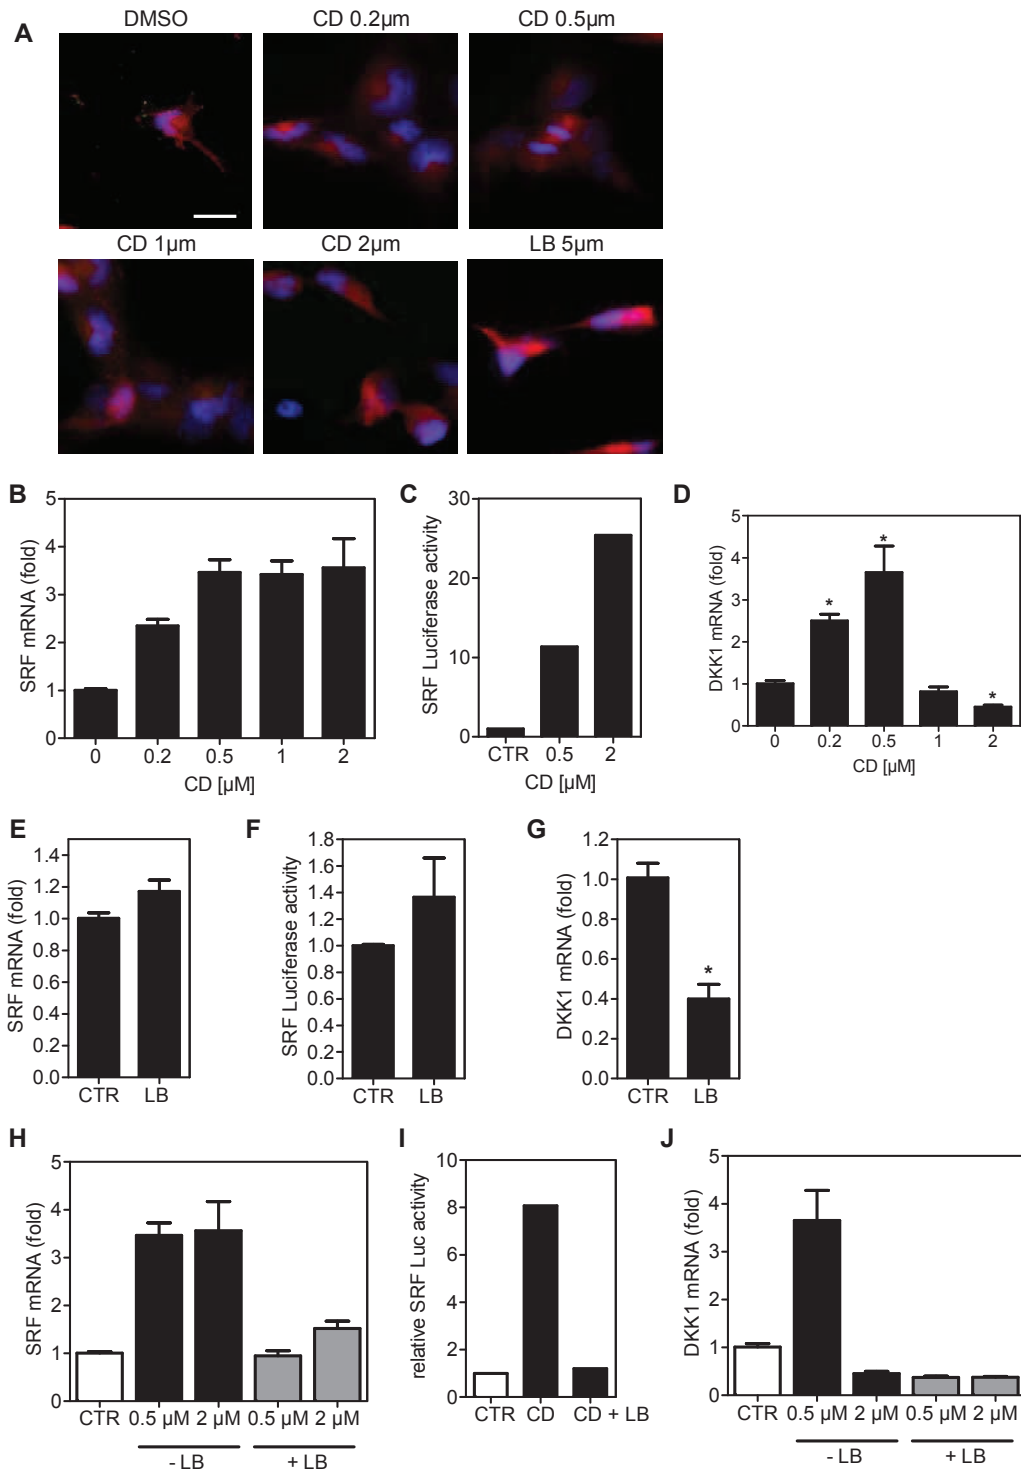 A
DMSO
CD 0.2µm
CD 0.5µm
CD 1µm
CD 2µm
LB 5µm
B
SRF mRNA (fold)
5
4
3
2
1
0
0 0.2 0.5 1 2
CD [µM]
C
SRF Luciferase activity
30
20
10
0
CTR 0.5 2
CD [µM]
D
DKK1 mRNA (fold)
5
4
3
2
1
0
* * *
0 0.2 0.5 1 2
CD [µM]
E
SRF mRNA (fold)
1.4
1.2
1.0
0.8
0.6
0.4
0.2
0.0
CTR LB
F
SRF Luciferase activity
1.8
1.6
1.4
1.2
1.0
0.8
0.6
0.4
0.2
0.0
CTR LB
G
DKK1 mRNA (fold)
1.2
1.0
0.8
0.6
0.4
0.2
0.0
*
CTR LB
H
SRF mRNA (fold)
5
4
3
2
1
0
CTR 0.5 µM 2 µM 0.5 µM 2 µM
- LB + LB
I
relative SRF Luc activity
10
8
6
4
2
0
CTR CD CD + LB
J
DKK1 mRNA (fold)
5
4
3
2
1
0
CTR 0.5 µM 2 µM 0.5 µM 2 µM
- LB + LB